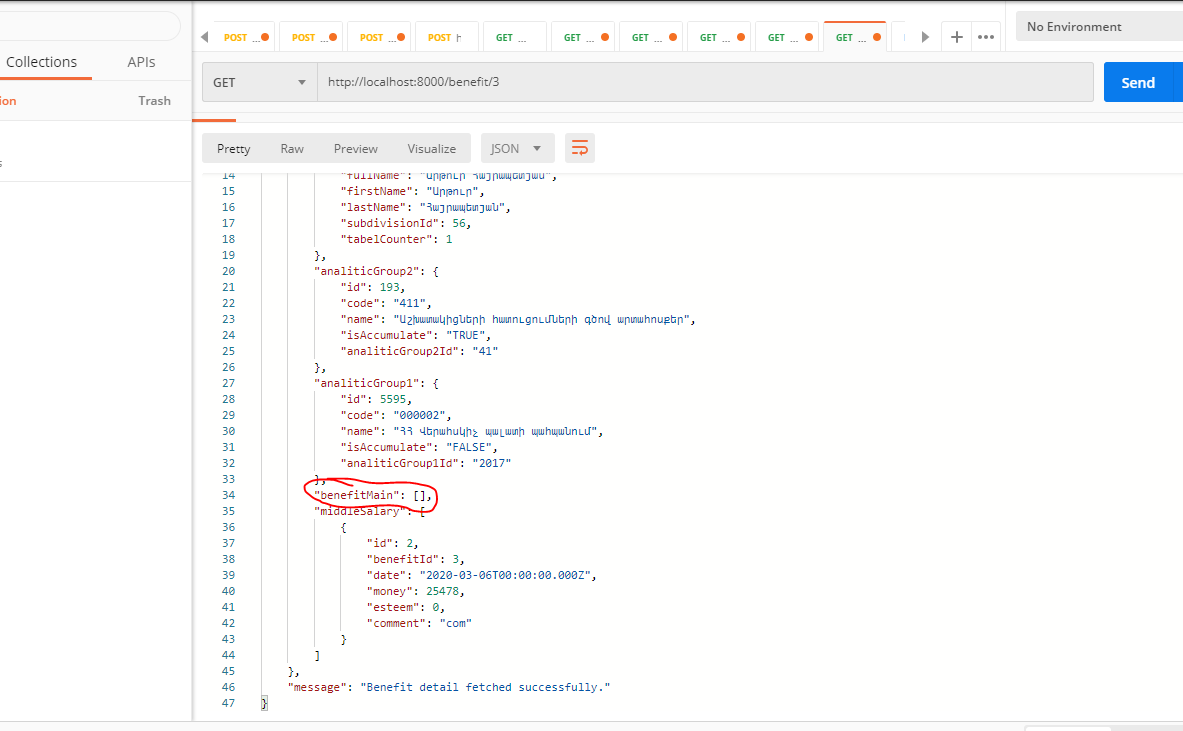 POST ...
POST ...
POST ...
POST h
GET ...
GET ...
GET ...
GET ...
GET ...
GET ...
No Environment
Collections
APIs
GET
http://localhost:8000/benefit/3
Send
ion
Trash
Pretty
Raw
Preview
Visualize
JSON
s
14 "fullName": "Արթուր Հայրապետյան",
15 "firstName": "Արթուր",
16 "lastName": "Հայրապետյան",
17 "subdivisionId": 56,
18 "tabelCounter": 1
19 },
20 "analiticGroup2": {
21 "id": 193,
22 "code": "411",
23 "name": "Աշխատակիցների հատուցումների գծով արտահոսքեր",
24 "isAccumulate": "TRUE",
25 "analiticGroup2Id": "41"
26 },
27 "analiticGroup1": {
28 "id": 5595,
29 "code": "000002",
30 "name": "ՀՀ Վերահսկիչ պալատի պահպանում",
31 "isAccumulate": "FALSE",
32 "analiticGroup1Id": "2017"
33 },
34 "benefitMain": [],
35 "middleSalary": [
36 {
37 "id": 2,
38 "benefitId": 3,
39 "date": "2020-03-06T00:00:00.000Z",
40 "money": 25478,
41 "esteem": 0,
42 "comment": "com"
43 }
44 ]
45 },
46 "message": "Benefit detail fetched successfully."
47 }